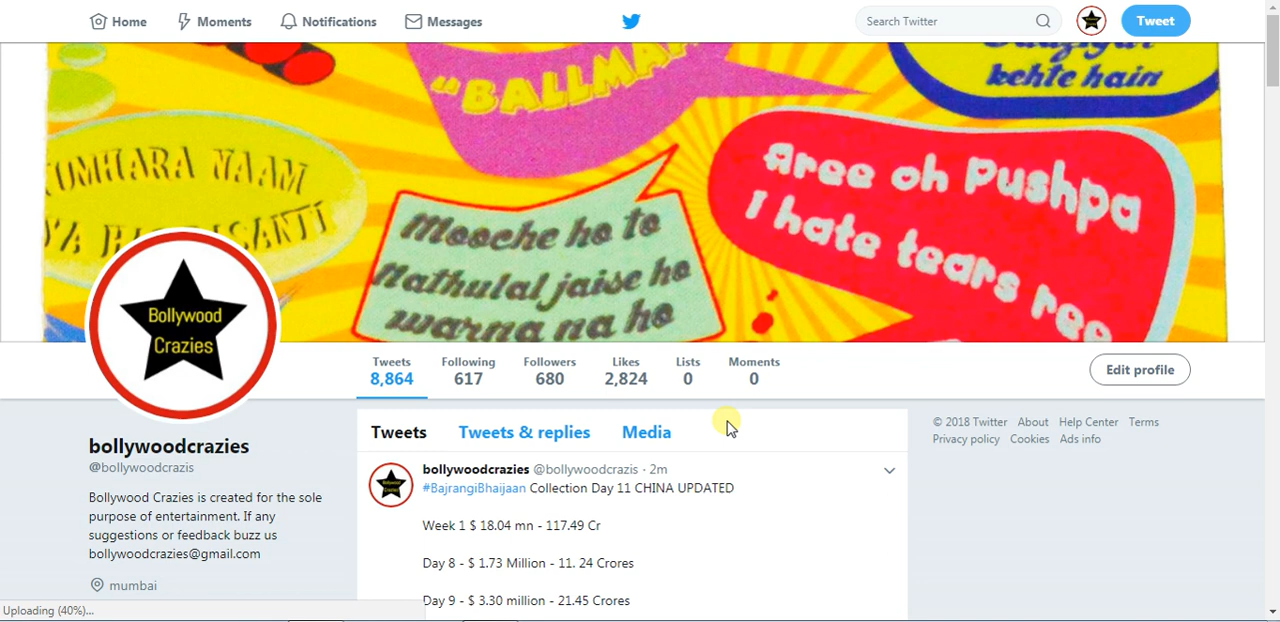 Home Moments Notifications Messages Search Twitter Tweet
"BALLMA
kehte hain
TUMHARA NAAM
Mooche ho to
Nathulal jaise ho
warna na ho
Aree oh Pushpa
I hate tears ree
Bollywood
Crazies
Tweets Following Followers Likes Lists Moments
8,864 617 680 2,824 0 0
Edit profile
bollywoodcrazies
@bollywoodcrazis
Bollywood Crazies is created for the sole
purpose of entertainment. If any
suggestions or feedback buzz us
bollywoodcrazies@gmail.com
mumbai
Tweets Tweets & replies Media
bollywoodcrazies @bollywoodcrazis · 2m
#BajrangiBhaijaan Collection Day 11 CHINA UPDATED
Week 1 $ 18.04 mn - 117.49 Cr
Day 8 - $ 1.73 Million - 11. 24 Crores
Day 9 - $ 3.30 million - 21.45 Crores
© 2018 Twitter About Help Center Terms
Privacy policy Cookies Ads info
Uploading (40%)...